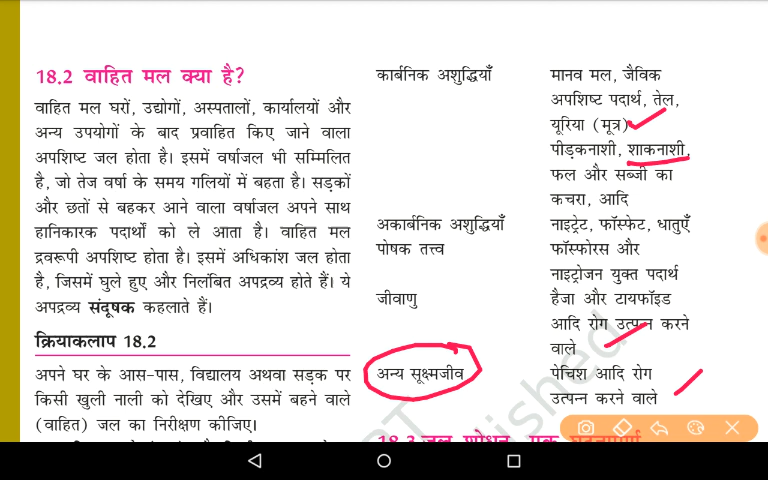 18.2 वाहित मल क्या है?
वाहित मल घरों, उद्योगों, अस्पतालों, कार्यालयों और
अन्य उपयोगों के बाद प्रवाहित किए जाने वाला
अपशिष्ट जल होता है। इसमें वर्षाजल भी सम्मिलित
है, जो तेज वर्षा के समय गलियों में बहता है। सड़कों
और छतों से बहकर आने वाला वर्षाजल अपने साथ
हानिकारक पदार्थों को ले आता है। वाहित मल
द्रवरूपी अपशिष्ट होता है। इसमें अधिकांश जल होता
है, जिसमें घुले हुए और निलंबित अपद्रव्य होते हैं। ये
अपद्रव्य संदूषक कहलाते हैं।
क्रियाकलाप 18.2
अपने घर के आस-पास, विद्यालय अथवा सड़क पर
किसी खुली नाली को देखिए और उसमें बहने वाले
(वाहित) जल का निरीक्षण कीजिए।
कार्बनिक अशुद्धियाँ मानव मल, जैविक
अपशिष्ट पदार्थ, तेल,
यूरिया (मूत्र)
पीड़कनाशी, शाकनाशी,
फल और सब्जी का
कचरा, आदि
अकार्बनिक अशुद्धियाँ नाइट्रेट, फॉस्फेट, धातुएँ
पोषक तत्त्व फॉस्फोरस और
नाइट्रोजन युक्त पदार्थ
जीवाणु हैजा और टायफॉइड
आदि रोग उत्पन्न करने
वाले
अन्य सूक्ष्मजीव पेचिश आदि रोग
उत्पन्न करने वाले
18.3 जल शोधन एक